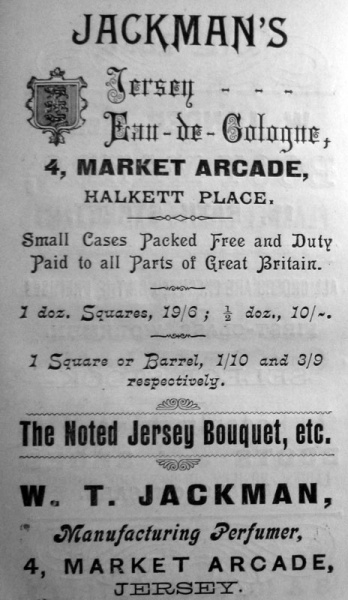 JACKMAN'S
Jersey - - -
Eau-de-Cologne,
4, MARKET ARCADE,
HALKETT PLACE.
Small Cases Packed Free and Duty
Paid to all Parts of Great Britain.
1 doz. Squares, 19/6 ; ½ doz., 10/-.
1 Square or Barrel, 1/10 and 3/9
respectively.
The Noted Jersey Bouquet, etc.
W. T. JACKMAN,
Manufacturing Perfumer,
4, MARKET ARCADE,
JERSEY.